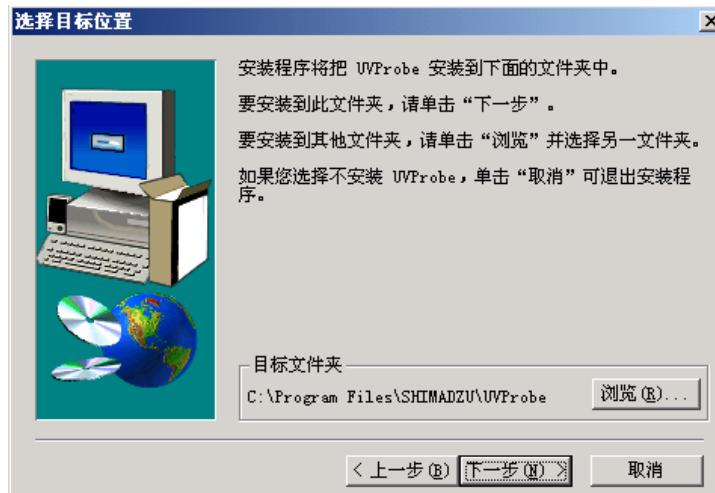 选择目标位置
安装程序将把 UVProbe 安装到下面的文件夹中。
要安装到此文件夹，请单击“下一步”。
要安装到其他文件夹，请单击“浏览”并选择另一文件夹。
如果您选择不安装 UVProbe，单击“取消”可退出安装程
序。
目标文件夹
C:\Program Files\SHIMADZU\UVProbe
浏览(R)...
< 上一步(B)
下一步(N) >
取消